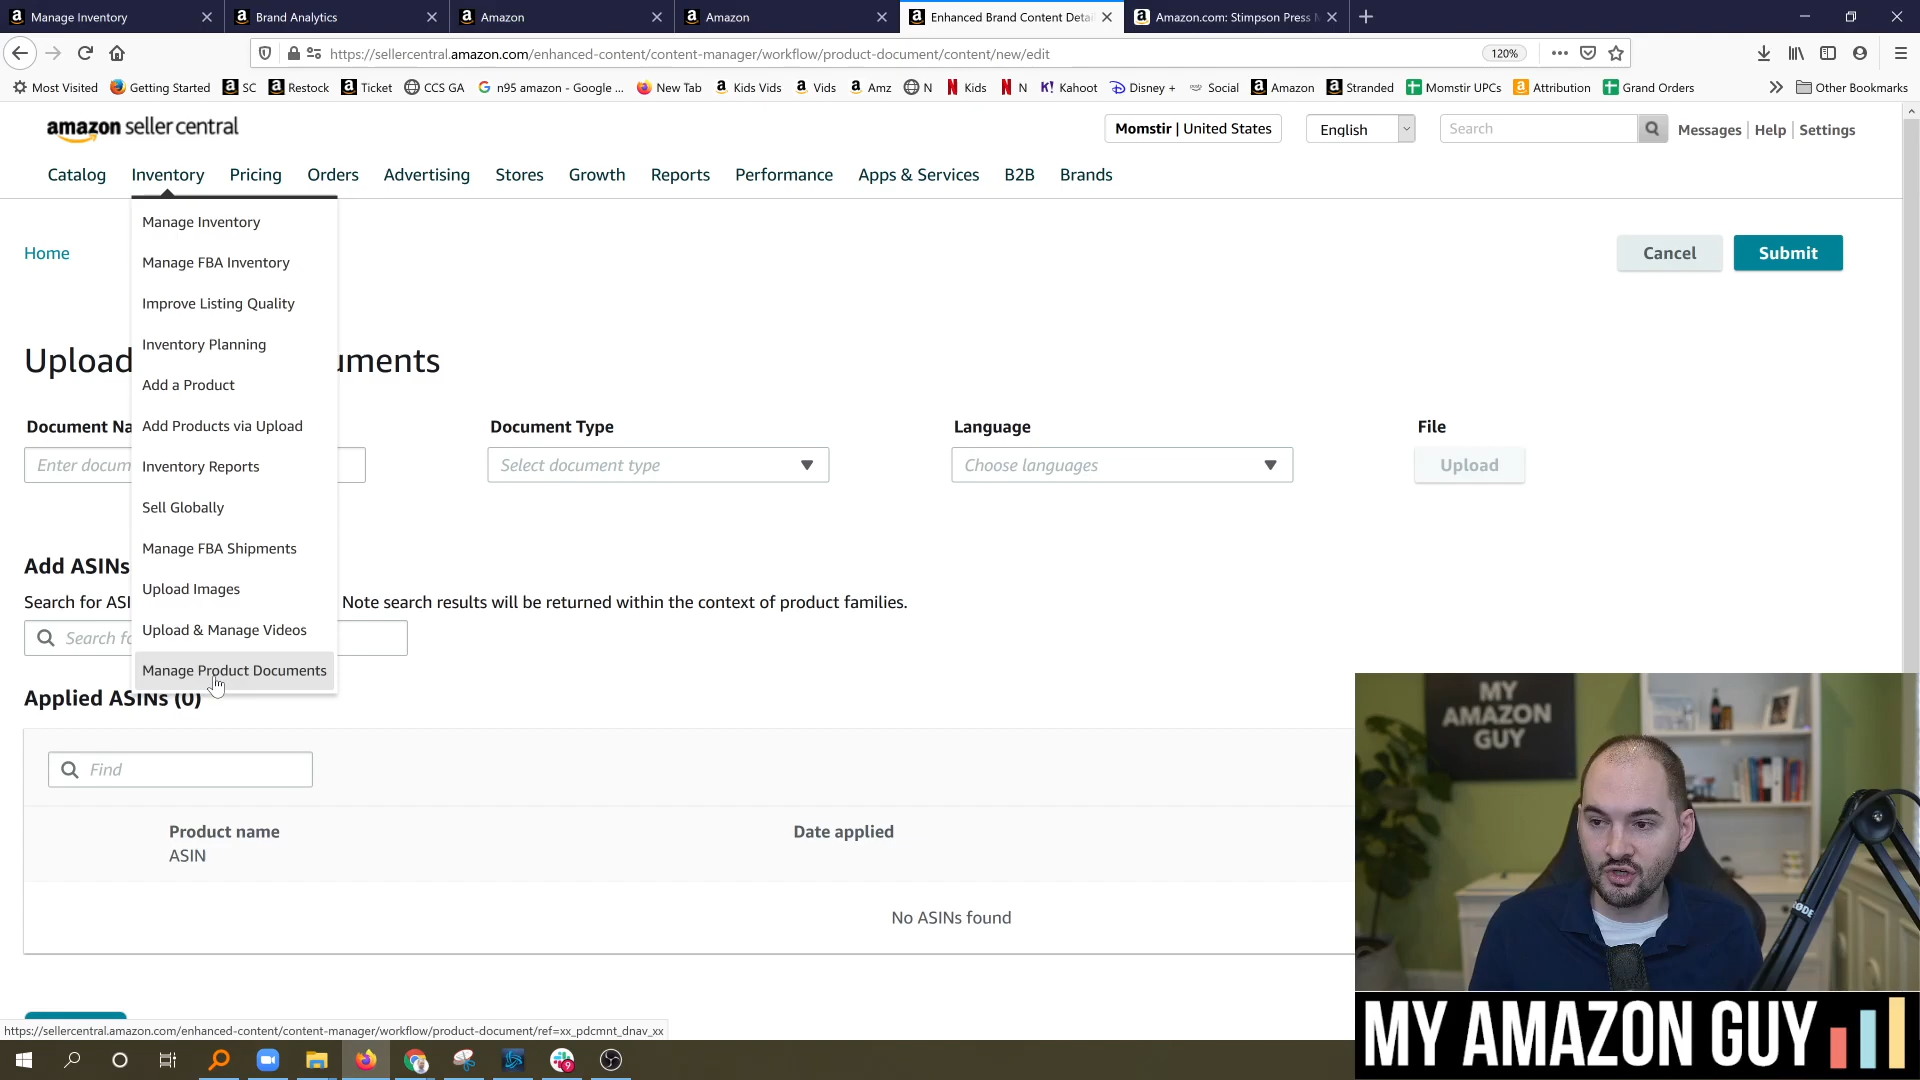 Manage Inventory
Brand Analytics
Amazon
Amazon
Enhanced Brand Content Detai
Amazon.com: Stimpson Press M
https://sellercentral.amazon.com/enhanced-content/content-manager/workflow/product-document/content/new/edit
120%
Most Visited
Getting Started
SC
Restock
Ticket
CCS GA
n95 amazon - Google ...
New Tab
Kids Vids
Vids
Amz
N
Kids
N
Kahoot
Disney +
Social
Amazon
Stranded
Momstir UPCs
Attribution
Grand Orders
Other Bookmarks
amazon seller central
Momstir | United States
English
Search
Messages | Help | Settings
Catalog
Inventory
Pricing
Orders
Advertising
Stores
Growth
Reports
Performance
Apps & Services
B2B
Brands
Manage Inventory
Manage FBA Inventory
Improve Listing Quality
Inventory Planning
Add a Product
Add Products via Upload
Inventory Reports
Sell Globally
Manage FBA Shipments
Upload Images
Upload & Manage Videos
Manage Product Documents
Home
Cancel
Submit
Upload
uments
Document Na
Document Type
Language
File
Enter docum
Select document type
Choose languages
Upload
Add ASINs
Search for ASI
Note search results will be returned within the context of product families.
Search fo
Applied ASINs (0)
Find
Product name
ASIN
Date applied
No ASINs found
https://sellercentral.amazon.com/enhanced-content/content-manager/workflow/product-document/ref=xx_pdcmnt_dnav_xx
MY
AMAZON
GUY
RODE
MY AMAZON GUY
9